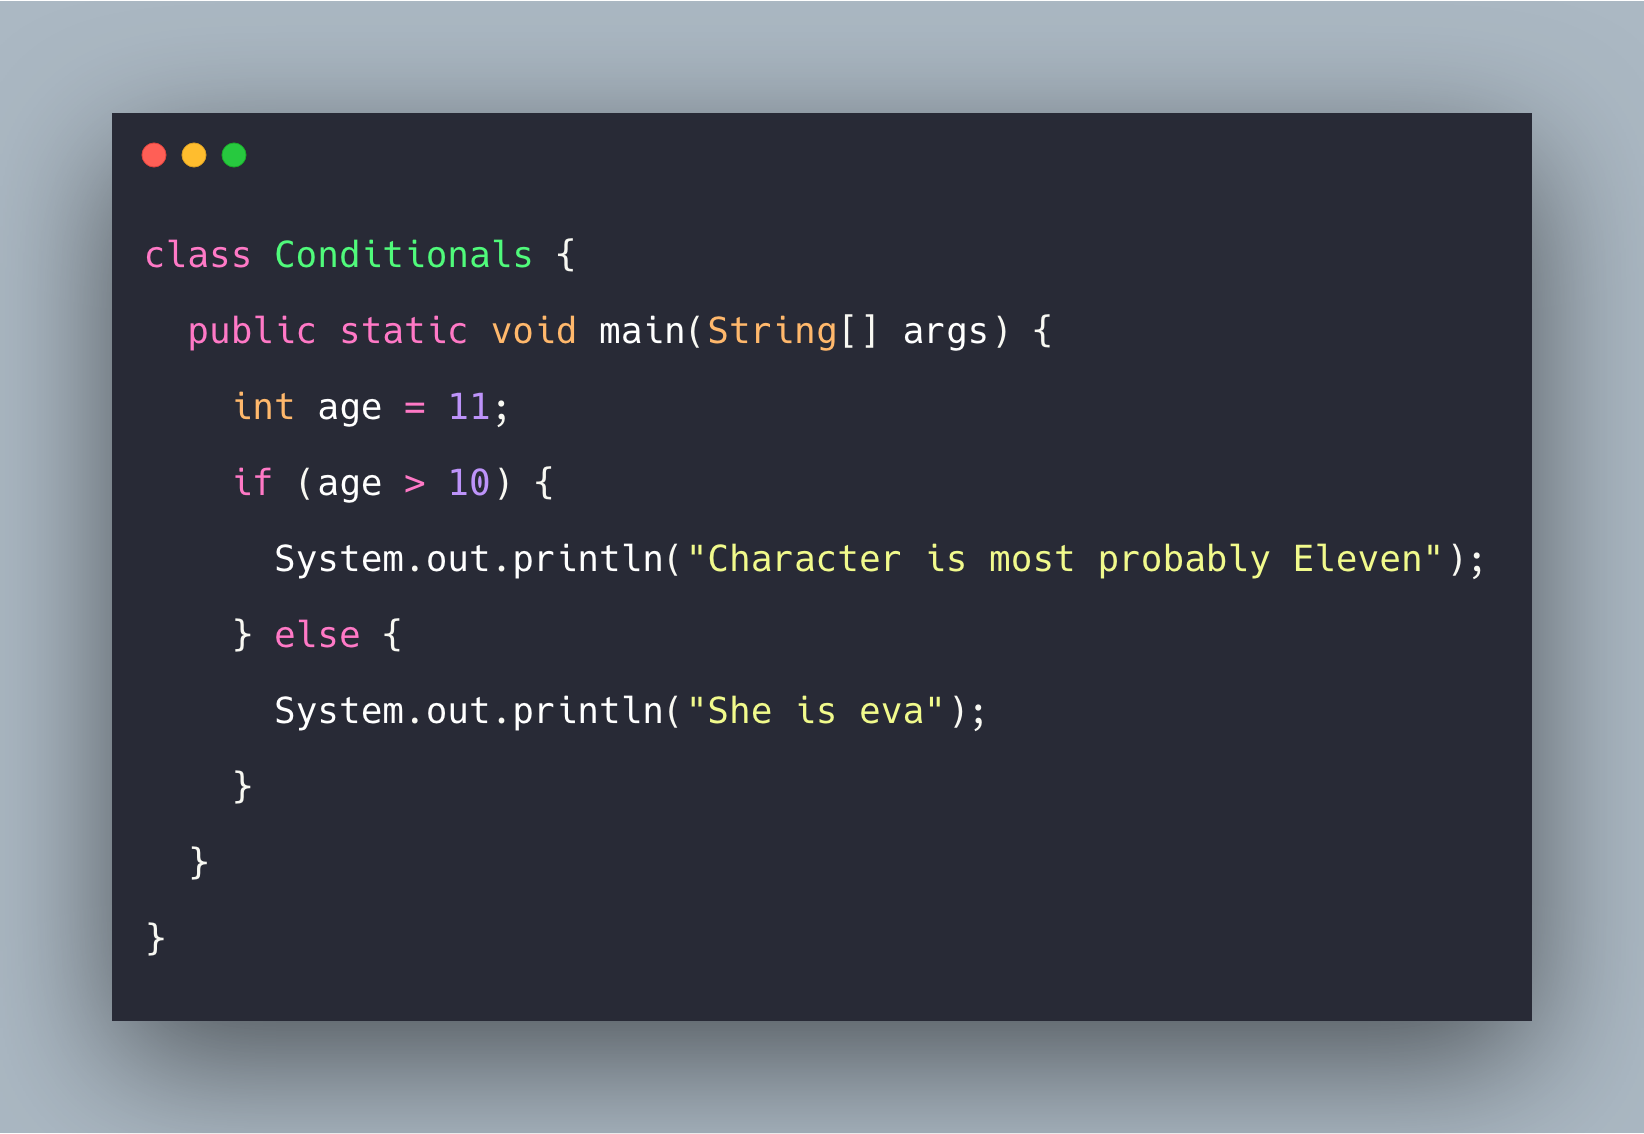 class Conditionals {
  public static void main(String[] args) {
    int age = 11;
    if (age > 10) {
      System.out.println("Character is most probably Eleven");
    } else {
      System.out.println("She is eva");
    }
  }
}